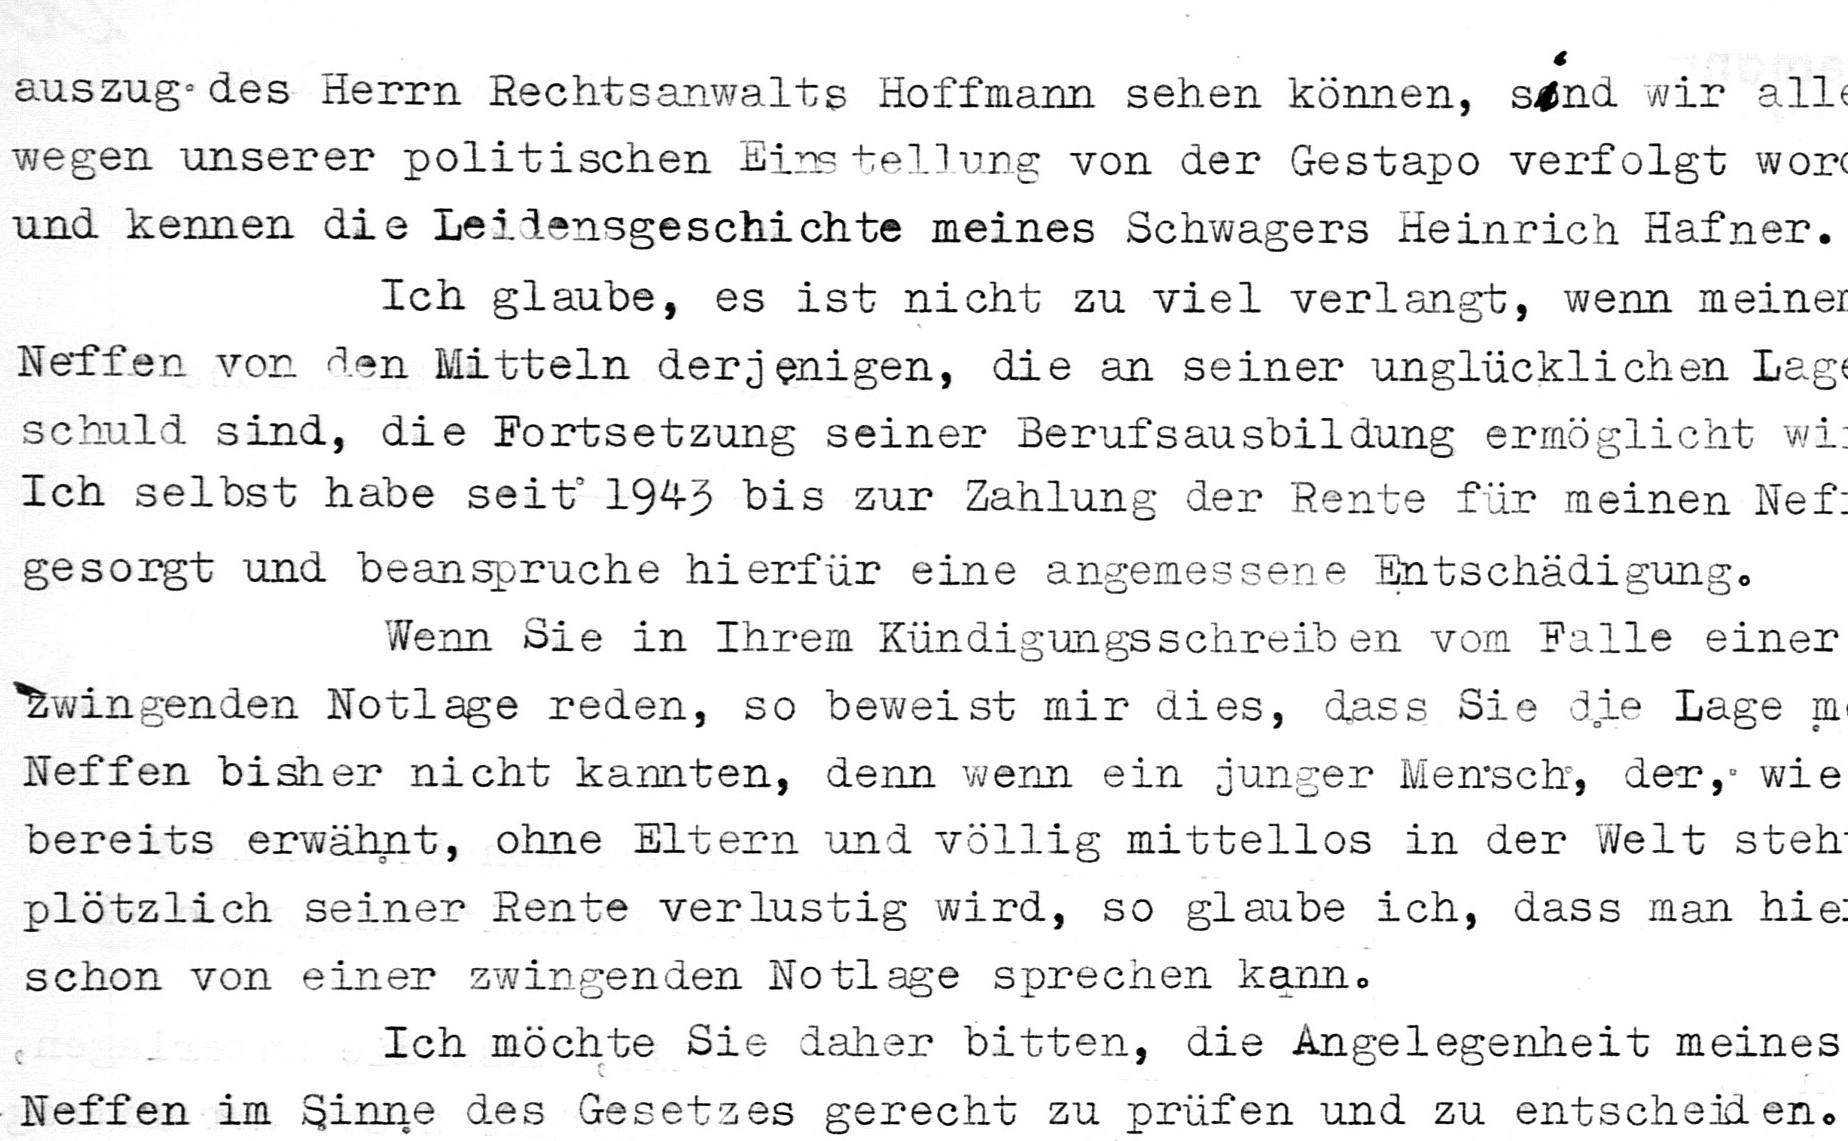 auszug des Herrn Rechtsanwalts Hoffmann sehen können, sind wir alle
wegen unserer politischen Einstellung von der Gestapo verfolgt word
und kennen die Leidensgeschichte meines Schwagers Heinrich Hafner.
Ich glaube, es ist nicht zu viel verlangt, wenn meinem
Neffen von den Mitteln derjenigen, die an seiner unglücklichen Lage
schuld sind, die Fortsetzung seiner Berufsausbildung ermöglicht wir
Ich selbst habe seit 1943 bis zur Zahlung der Rente für meinen Neff
gesorgt und beanspruche hierfür eine angemessene Entschädigung.
Wenn Sie in Ihrem Kündigungsschreiben vom Falle einer
zwingenden Notlage reden, so beweist mir dies, dass Sie die Lage me
Neffen bisher nicht kannten, denn wenn ein junger Mensch, der, wie
bereits erwähnt, ohne Eltern und völlig mittellos in der Welt steht
plötzlich seiner Rente verlustig wird, so glaube ich, dass man hier
schon von einer zwingenden Notlage sprechen kann.
Ich möchte Sie daher bitten, die Angelegenheit meines
Neffen im Sinne des Gesetzes gerecht zu prüfen und zu entscheiden.